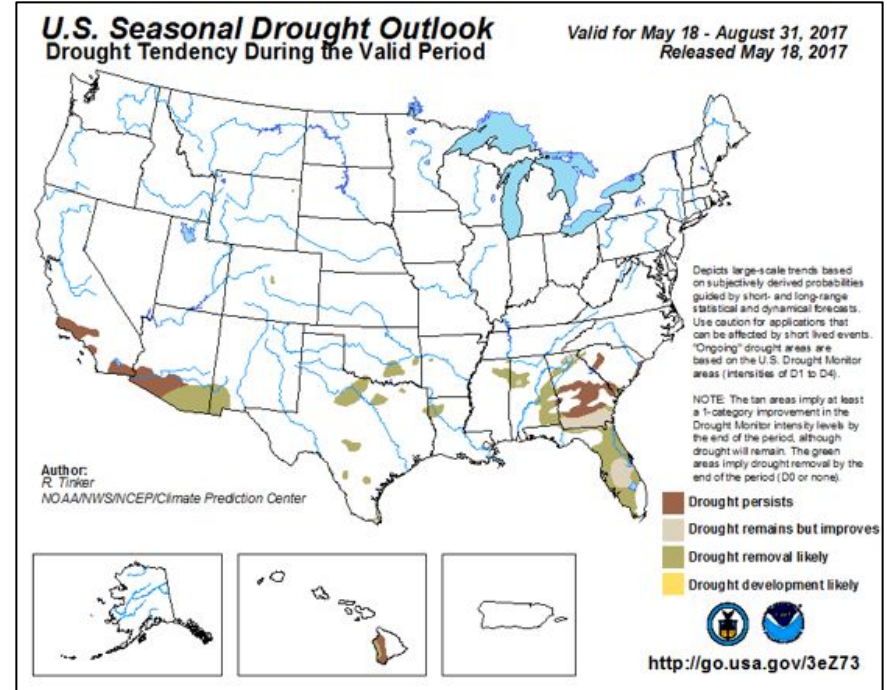 U.S. Seasonal Drought Outlook
Drought Tendency During the Valid Period
Valid for May 18 - August 31, 2017
Released May 18, 2017
Depicts large-scale trends based
on subjectively derived probabilities
guided by short- and long-range
statistical and dynamical forecasts.
Use caution for applications that
can be affected by short lived events.
"Ongoing" drought areas are
based on the U.S. Drought Monitor
areas (intensities of D1 to D4).
NOTE: The tan areas imply at least
a 1-category improvement in the
Drought Monitor intensity levels by
the end of the period, although
drought will remain. The green
areas imply drought removal by the
end of the period (D0 or none).
Author:
R. Tinker
NOAA/NWS/NCEP/Climate Prediction Center
Drought persists
Drought remains but improves
Drought removal likely
Drought development likely
http://go.usa.gov/3eZ73